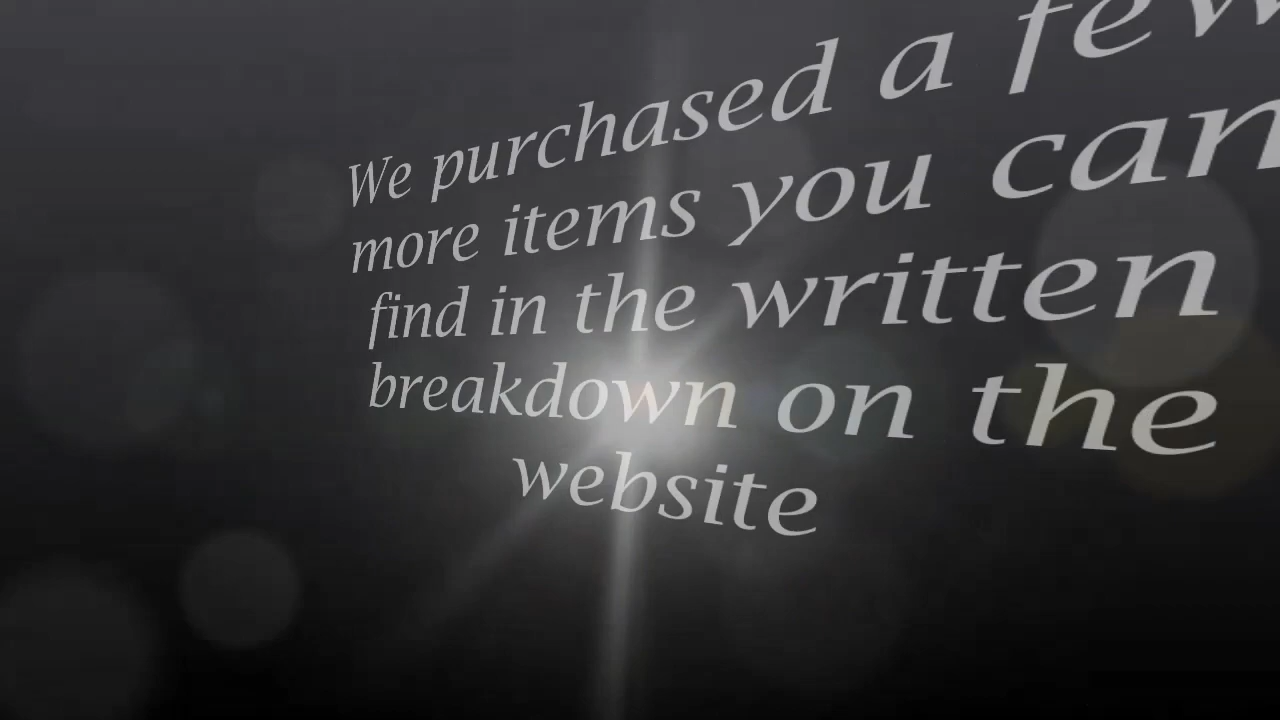 We purchased a few
more items you can
find in the written
breakdown on the
website